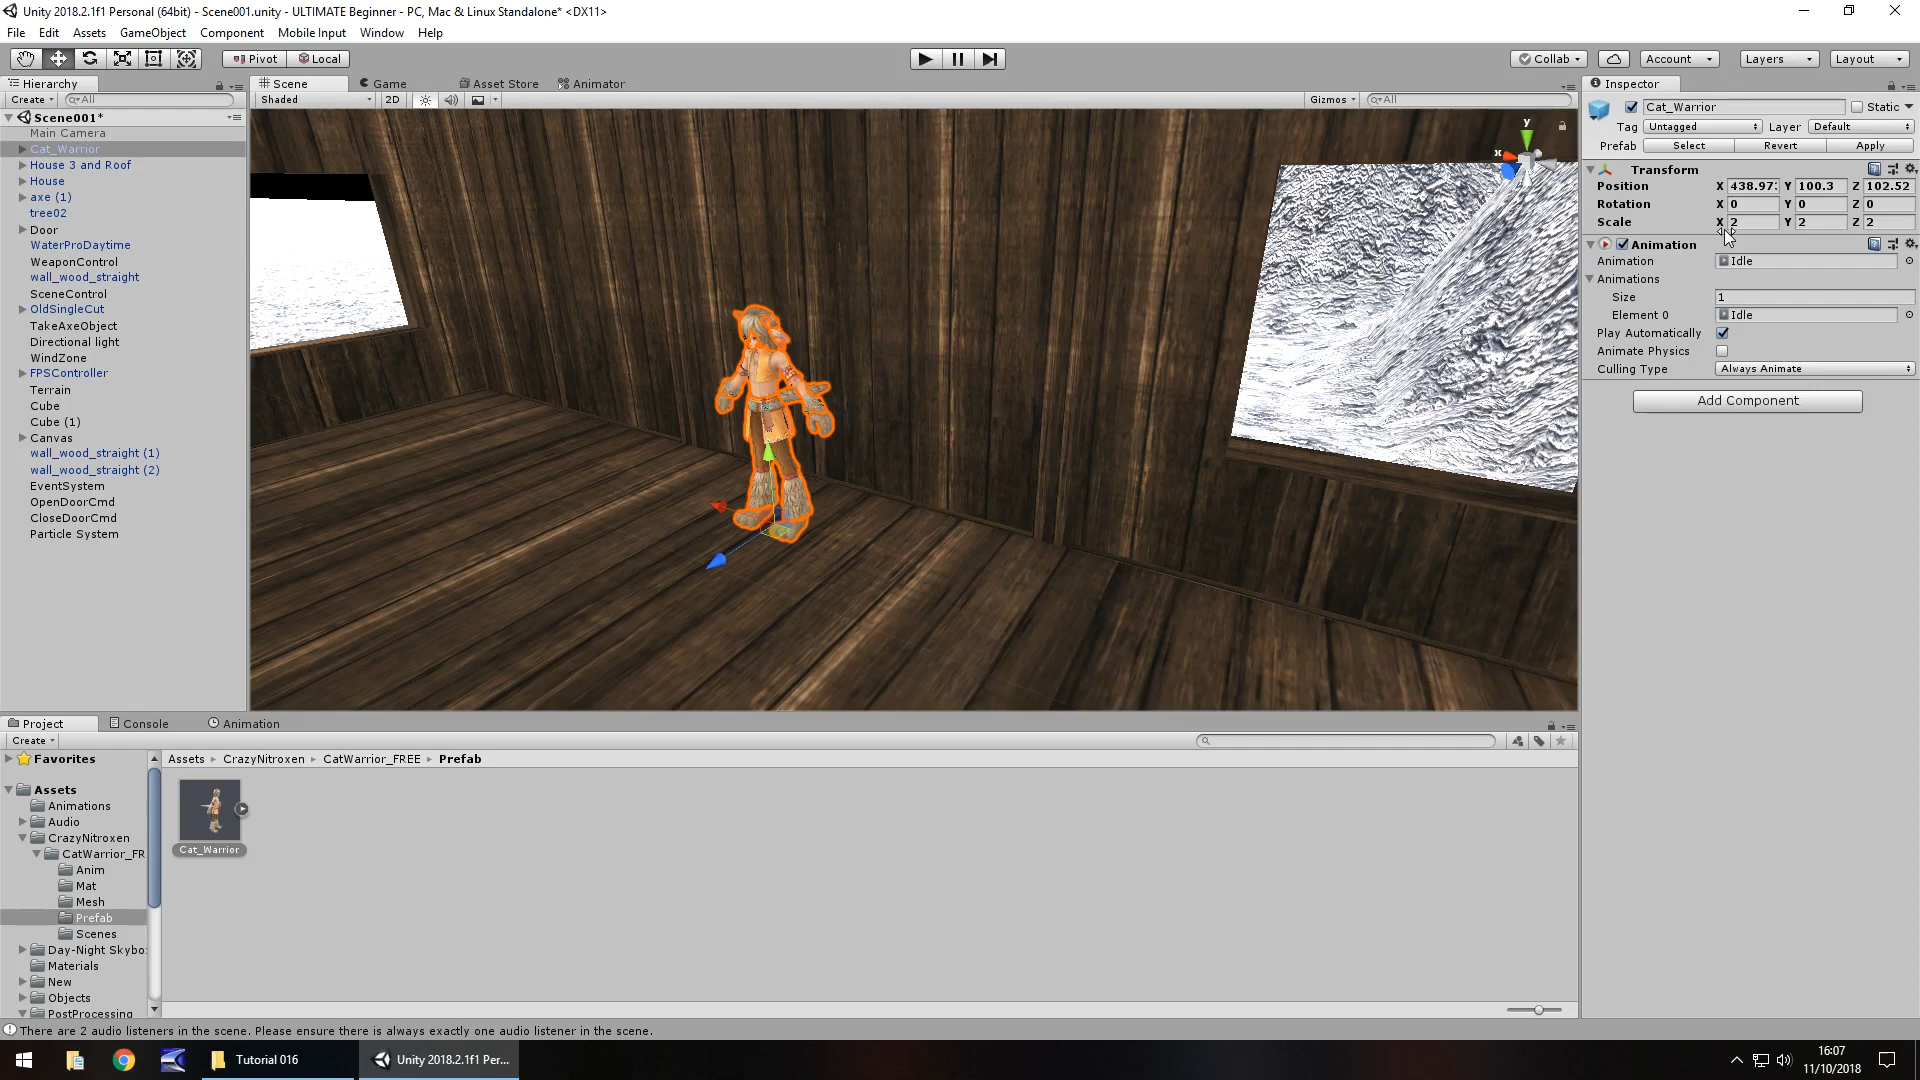 Unity 2018.2.1f1 Personal (64bit) - Scene001.unity - ULTIMATE Beginner - PC, Mac & Linux Standalone* <DX11>
File Edit Assets GameObject Component Mobile Input Window Help
Pivot Local Collab Account Layers Layout
Hierarchy
Create All
Scene001*
Main Camera
Cat_Warrior
House 3 and Roof
House
axe (1)
tree02
Door
WaterProDaytime
WeaponControl
wall_wood_straight
SceneControl
OldSingleCut
TakeAxeObject
Directional light
WindZone
FPSController
Terrain
Cube
Cube (1)
Canvas
wall_wood_straight (1)
wall_wood_straight (2)
EventSystem
OpenDoorCmd
CloseDoorCmd
Particle System
Scene Game Asset Store Animator
Shaded 2D Gizmos All
y
x
Inspector
Cat_Warrior Static
Tag Untagged Layer Default
Prefab Select Revert Apply
Transform
Position X 438.97 Y 100.3 Z 102.52
Rotation X 0 Y 0 Z 0
Scale X 2 Y 2 Z 2
Animation
Animation Idle
Animations
Size 1
Element 0 Idle
Play Automatically
Animate Physics
Culling Type Always Animate
Add Component
Project Console Animation
Create
Favorites
Assets
Animations
Audio
CrazyNitroxen
CatWarrior_FR
Anim
Mat
Mesh
Prefab
Scenes
Day-Night Skybo
Materials
New
Objects
PostProcessing
Assets CrazyNitroxen CatWarrior_FREE Prefab
Cat_Warrior
There are 2 audio listeners in the scene. Please ensure there is always exactly one audio listener in the scene.
Tutorial 016
Unity 2018.2.1f1 Per...
16:07
11/10/2018